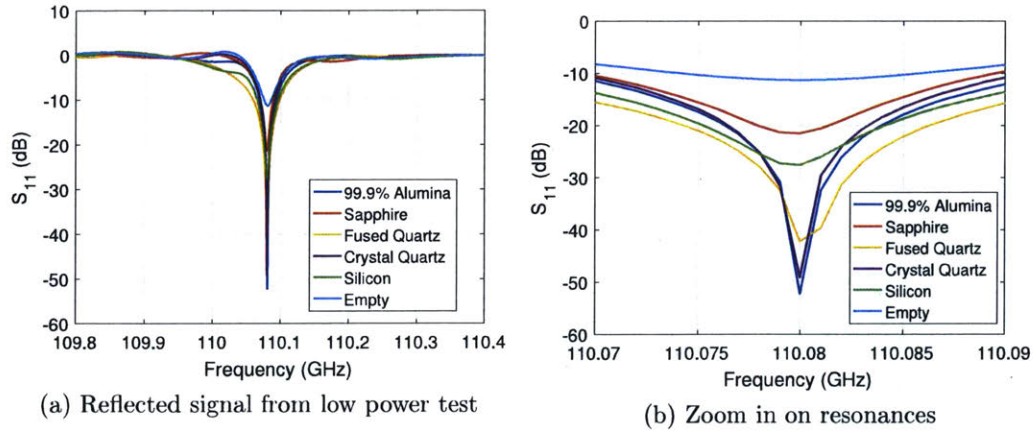 10
0
-10
-20
-30
-40
-50
-60
S11 (dB)
99.9% Alumina
Sapphire
Fused Quartz
Crystal Quartz
Silicon
Empty
109.8 109.9 110 110.1 110.2 110.3 110.4
Frequency (GHz)
(a) Reflected signal from low power test
0
-10
-20
-30
-40
-50
-60
S11 (dB)
99.9% Alumina
Sapphire
Fused Quartz
Crystal Quartz
Silicon
Empty
110.07 110.075 110.08 110.085 110.09
Frequency (GHz)
(b) Zoom in on resonances